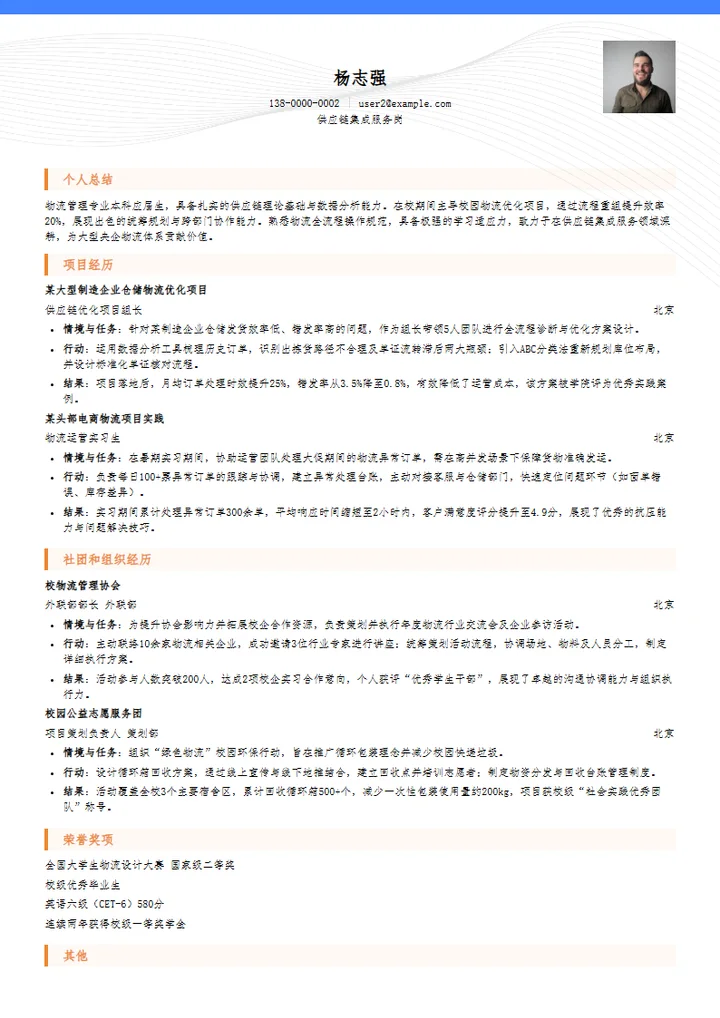 杨志强
138-0000-0002 | user2@example.com
供应链集成服务岗
个人总结
物流管理专业本科应届生，具备扎实的供应链理论基础与数据分析能力。在校期间主导校园物流优化项目，通过流程重组提升效率
20%，展现出色的统筹规划与跨部门协作能力。熟悉物流全流程操作规范，具备极强的学习适应力，致力于在供应链集成服务领域深
耕，为大型央企物流体系贡献价值。
项目经历
某大型制造企业仓储物流优化项目
供应链优化项目组长 北京
• 情境与任务：针对某制造企业仓储发货效率低、错发率高的问题，作为组长带领5人团队进行全流程诊断与优化方案设计。
• 行动：运用数据分析工具梳理历史订单，识别出拣货路径不合理及单证流转滞后两大瓶颈；引入ABC分类法重新规划库位布局，
并设计标准化单证核对流程。
• 结果：项目落地后，月均订单处理时效提升25%，错发率从3.5%降至0.8%，有效降低了运营成本，该方案被学院评为优秀实践案
例。
某头部电商物流项目实践
物流运营实习生 北京
• 情境与任务：在暑期实习期间，协助运营团队处理大促期间的物流异常订单，需在高并发场景下保障货物准确发运。
• 行动：负责每日100+票异常订单的跟踪与协调，建立异常处理台账，主动对接客服与仓储部门，快速定位问题环节（如面单错
误、库存差异）。
• 结果：实习期间累计处理异常订单300余单，平均响应时间缩短至2小时内，客户满意度评分提升至4.9分，展现了优秀的抗压能
力与问题解决技巧。
社团和组织经历
校物流管理协会
外联部部长 外联部 北京
• 情境与任务：为提升协会影响力并拓展校企合作资源，负责策划并执行年度物流行业交流会及企业参访活动。
• 行动：主动联络10余家物流相关企业，成功邀请3位行业专家进行讲座；统筹策划活动流程，协调场地、物料及人员分工，制定
详细执行方案。
• 结果：活动参与人数突破200人，达成2项校企实习合作意向，个人获评“优秀学生干部”，展现了卓越的沟通协调能力与组织执
行力。
校园公益志愿服务团
项目策划负责人 策划部 北京
• 情境与任务：组织“绿色物流”校园环保行动，旨在推广循环包装理念并减少校园快递垃圾。
• 行动：设计循环箱回收方案，通过线上宣传与线下地推结合，建立回收点并培训志愿者；制定物资分发与回收台账管理制度。
• 结果：活动覆盖全校3个主要宿舍区，累计回收循环箱500+个，减少一次性包装使用量约200kg，项目获校级“社会实践优秀团
队”称号。
荣誉奖项
全国大学生物流设计大赛 国家级二等奖
校级优秀毕业生
英语六级（CET-6）580分
连续两年获得校级一等奖学金
其他